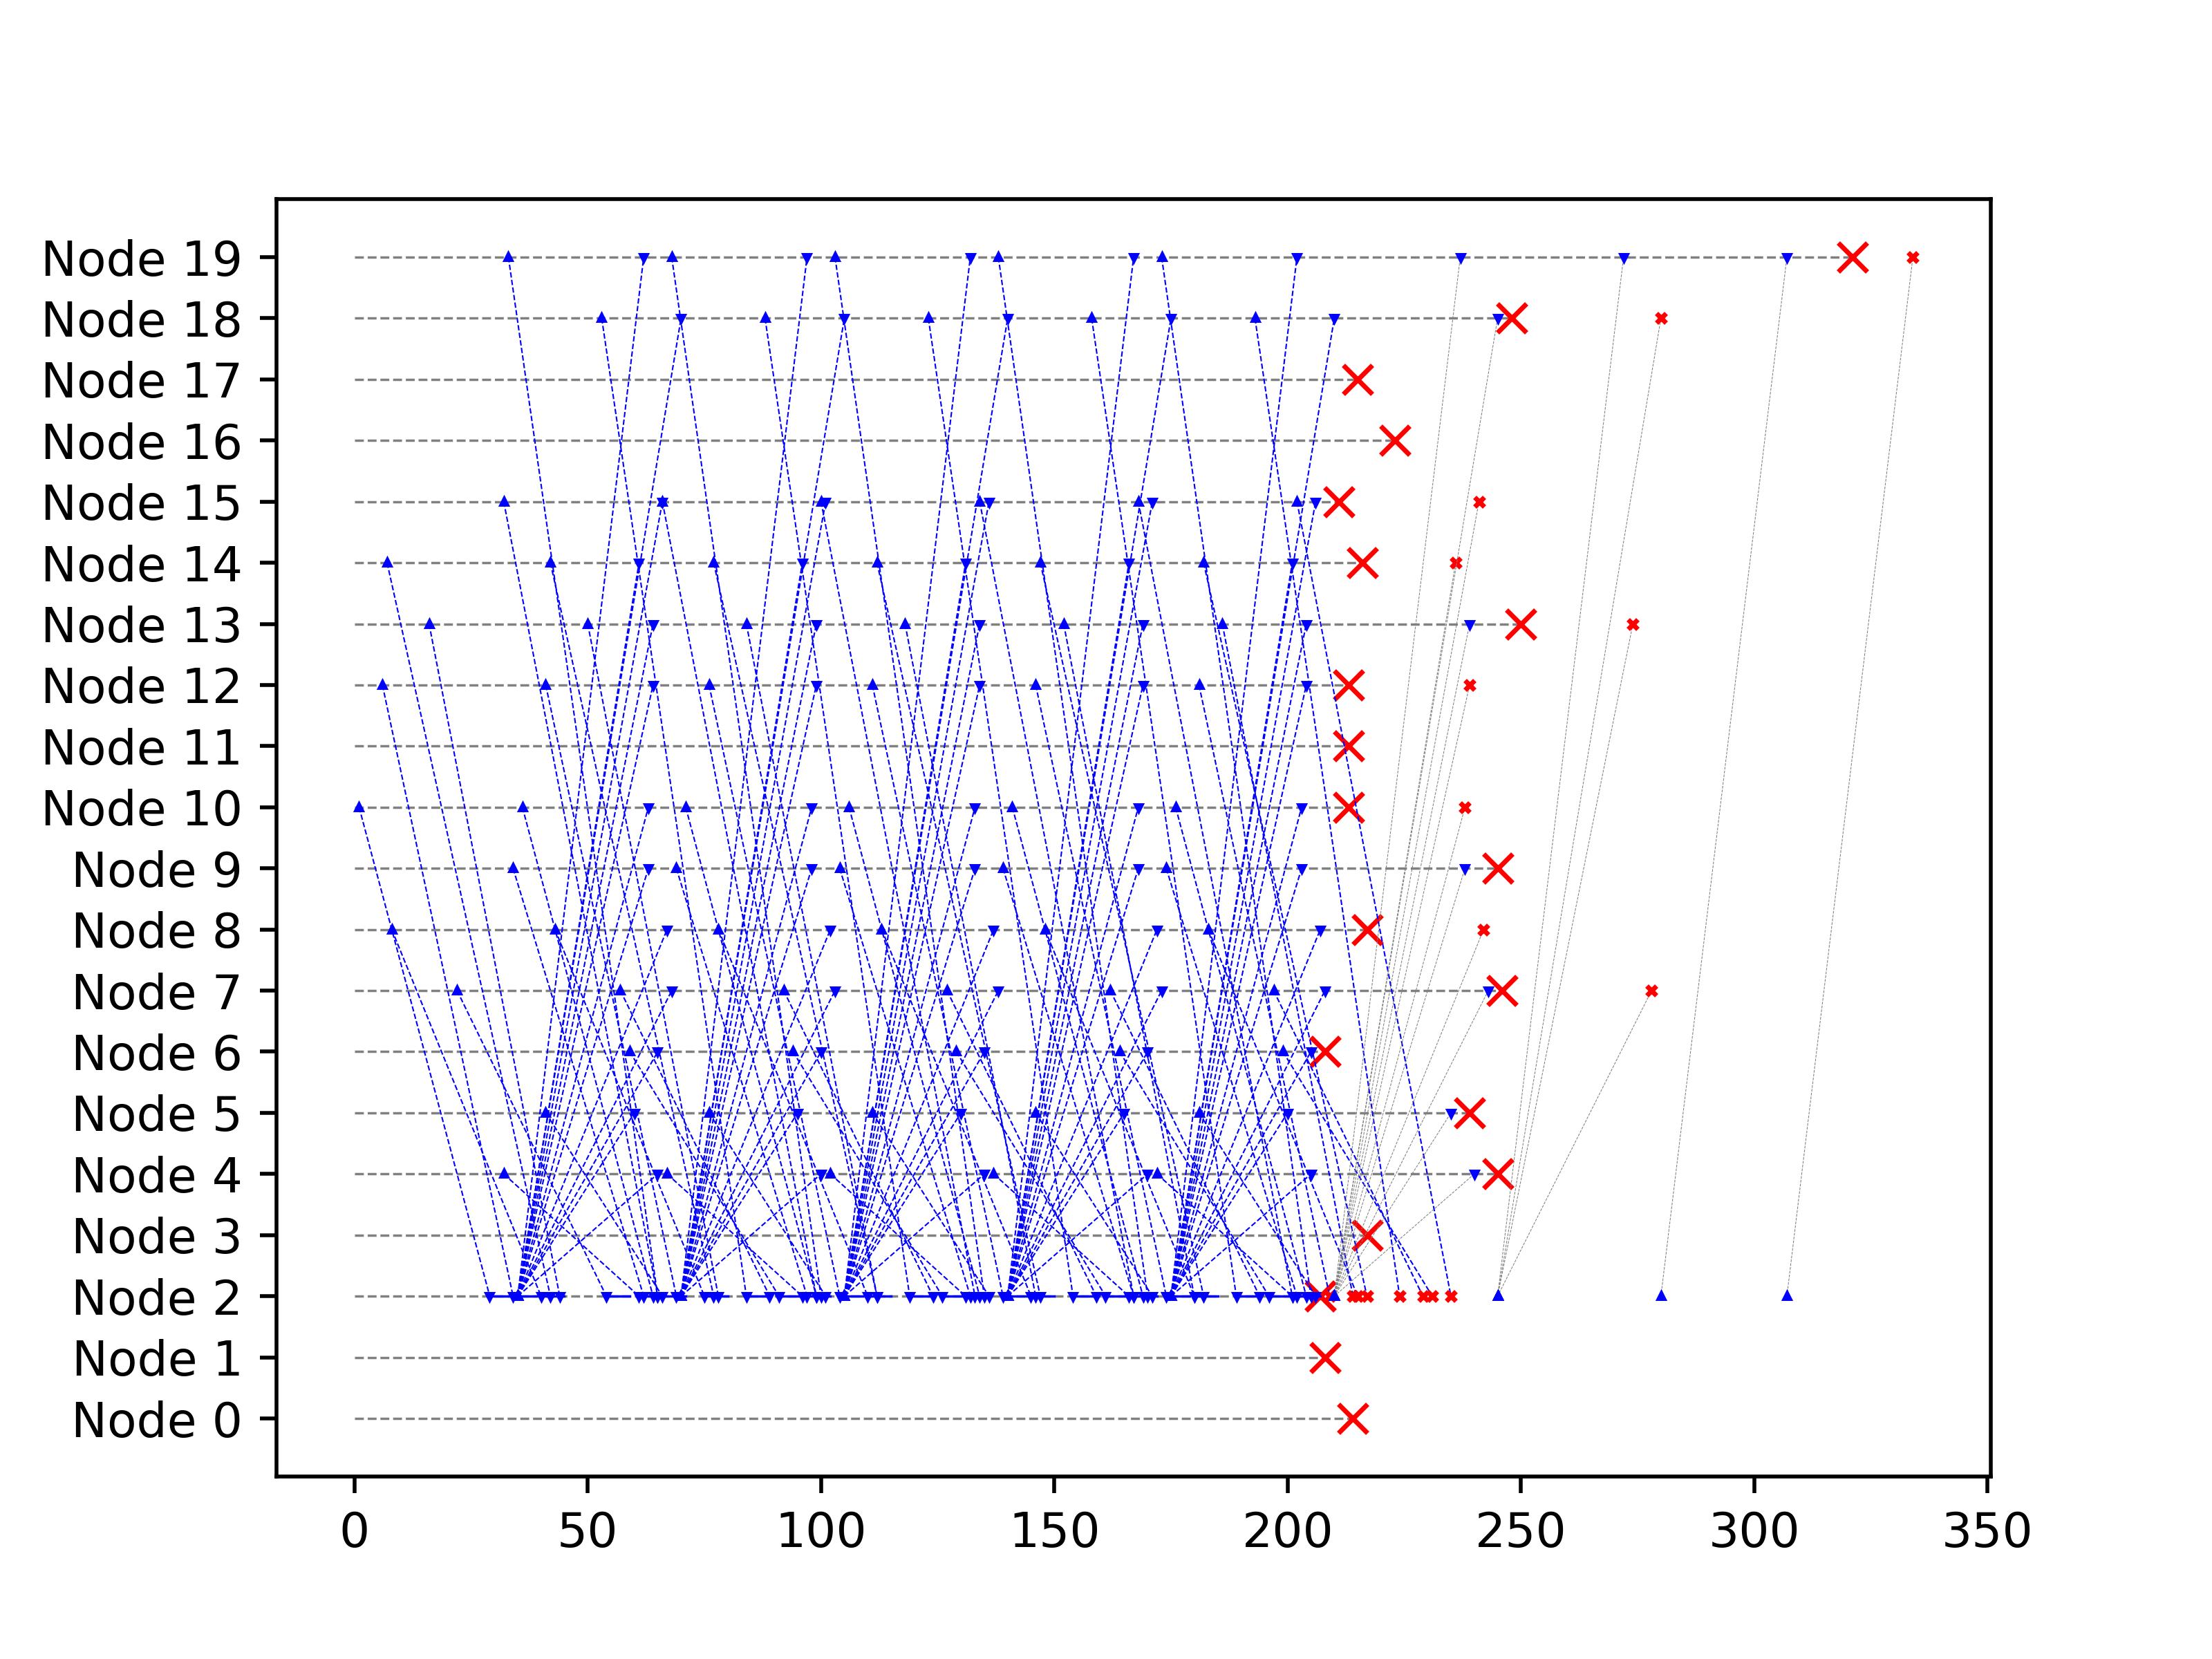 Node 19
Node 18
Node 17
Node 16
Node 15
Node 14
Node 13
Node 12
Node 11
Node 10
Node 9
Node 8
Node 7
Node 6
Node 5
Node 4
Node 3
Node 2
Node 1
Node 0
0 50 100 150 200 250 300 350